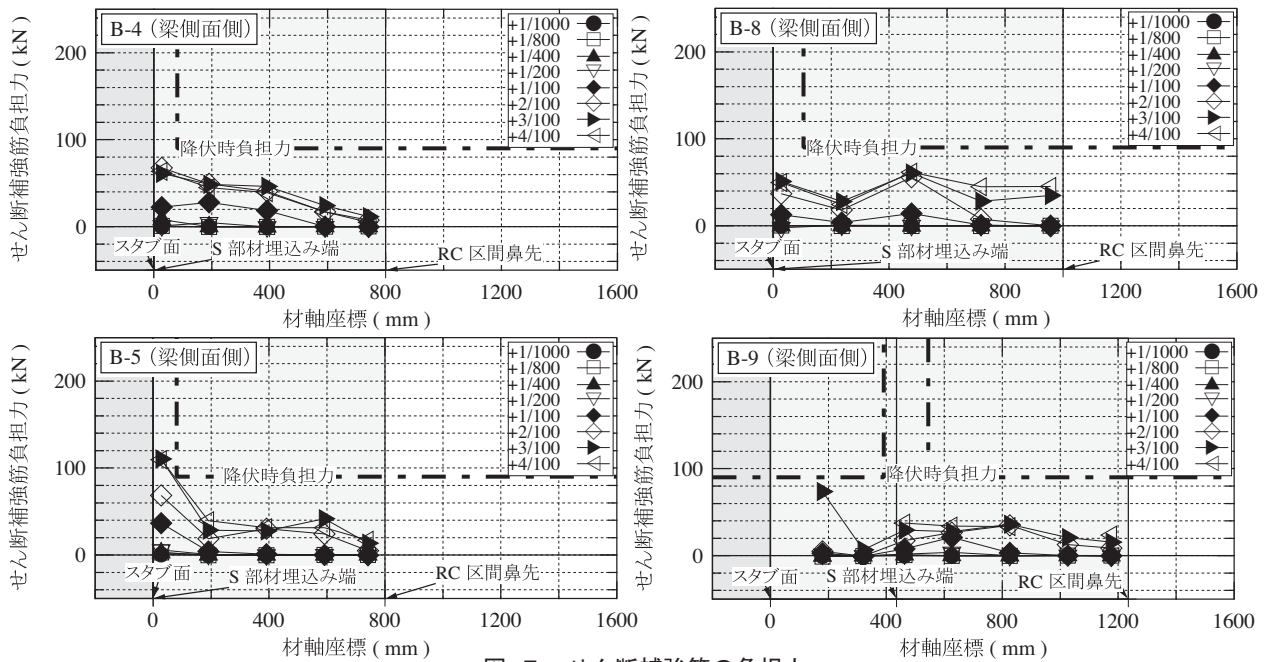 せん断補強筋負担力 ( kN )
B-4 (梁側面側)
200
100
0
+1/1000
+1/800
+1/400
+1/200
+1/100
+2/100
+3/100
+4/100
降伏時負担力
スタブ面
S 部材埋込み端
RC 区間鼻先
0 400 800 1200 1600
材軸座標 ( mm )
せん断補強筋負担力 ( kN )
B-8 (梁側面側)
200
100
0
+1/1000
+1/800
+1/400
+1/200
+1/100
+2/100
+3/100
+4/100
降伏時負担力
スタブ面
S 部材埋込み端
RC 区間鼻先
0 400 800 1200 1600
材軸座標 ( mm )
せん断補強筋負担力 ( kN )
B-5 (梁側面側)
200
100
0
+1/1000
+1/800
+1/400
+1/200
+1/100
+2/100
+3/100
+4/100
降伏時負担力
スタブ面
S 部材埋込み端
RC 区間鼻先
0 400 800 1200 1600
材軸座標 ( mm )
せん断補強筋負担力 ( kN )
B-9 (梁側面側)
200
100
0
+1/1000
+1/800
+1/400
+1/200
+1/100
+2/100
+3/100
+4/100
降伏時負担力
スタブ面
S 部材埋込み端
RC 区間鼻先
0 400 800 1200 1600
材軸座標 ( mm )